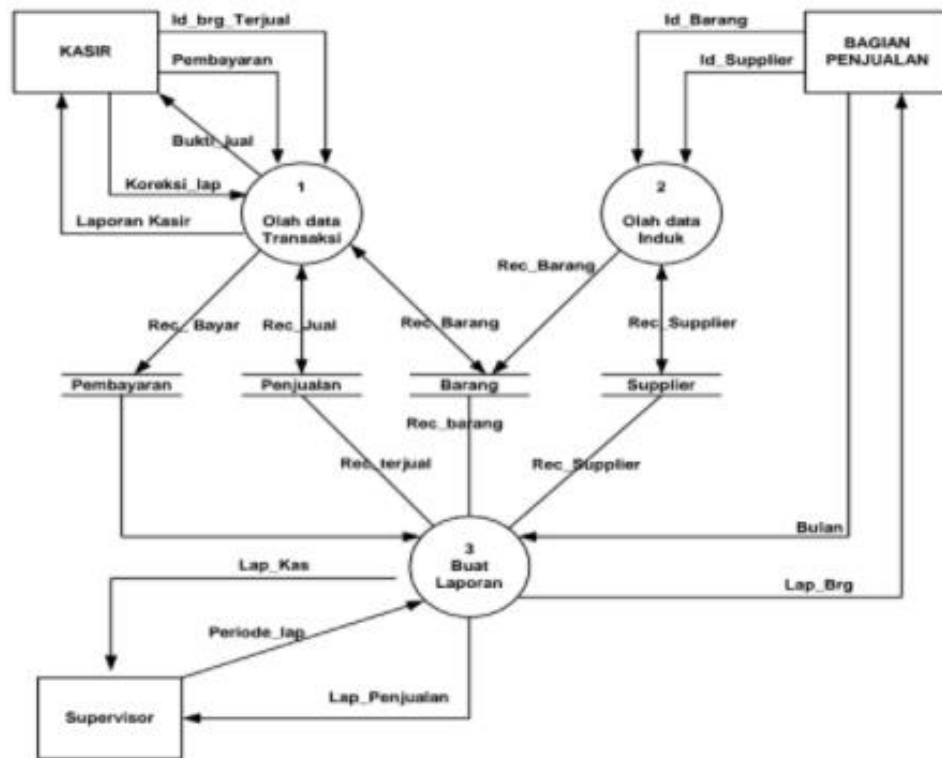 Id_brg_Terjual
Id_Barang
KASIR
BAGIAN
PENJUALAN
Pembayaran
Id_Supplier
Bukti_jual
Koreksi_lap
Laporan Kasir
1
Olah data
Transaksi
2
Olah data
Induk
Rec_Barang
Rec_ Bayar
Rec_Jual
Rec_Barang
Rec_Supplier
Pembayaran
Penjualan
Barang
Supplier
Rec_barang
Rec_terjual
Rec_Supplier
Bulan
3
Buat
Laporan
Lap_Kas
Lap_Brg
Periode_lap
Lap_Penjualan
Supervisor